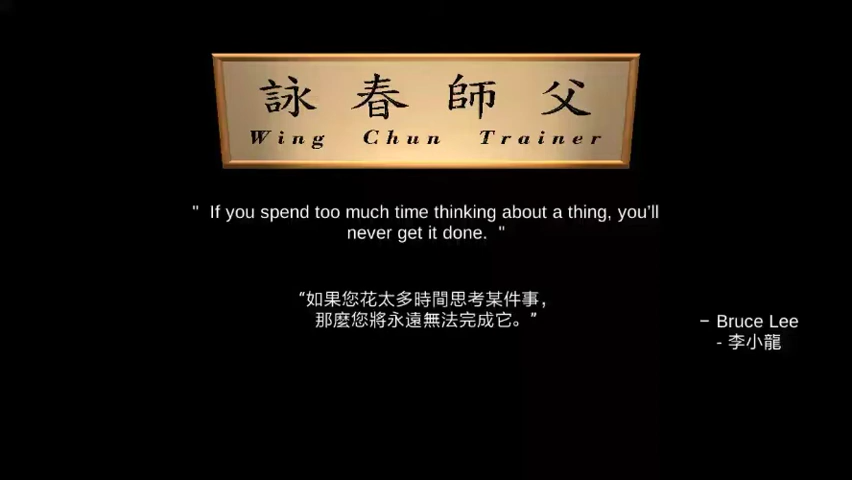 詠春師父
Wing Chun Trainer
" If you spend too much time thinking about a thing, you'll
never get it done. "
“如果您花太多時間思考某件事，
那麼您將永遠無法完成它。”
– Bruce Lee
- 李小龍